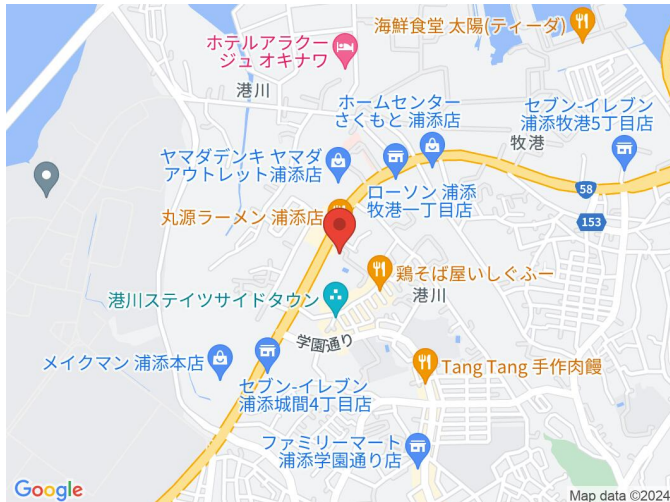 海鮮食堂 太陽(ティーダ)
ホテルアラクー
ジュ オキナワ
港川
ホームセンター
さくもと 浦添店
セブン-イレブン
浦添牧港5丁目店
牧港
ヤマダデンキ ヤマダ
アウトレット浦添店
ローソン 浦添
牧港一丁目店
58
153
丸源ラーメン 浦添店
鶏そば屋いしぐふー
港川
港川ステイツサイドタウン
学園通り
メイクマン 浦添本店
Tang Tang 手作肉饅
セブン-イレブン
浦添城間4丁目店
ファミリーマート
浦添学園通り店
Google
Map data ©2024